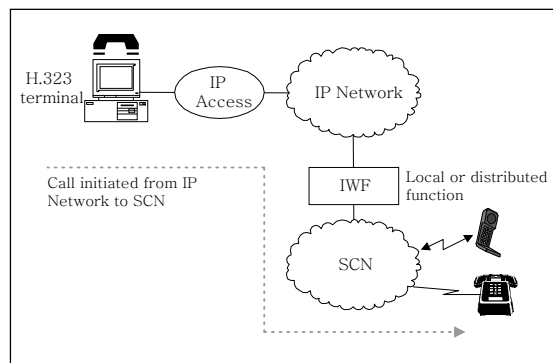 H.323
terminal
IP
Access
IP Network
Call initiated from IP
Network to SCN
IWF
Local or distributed
function
SCN